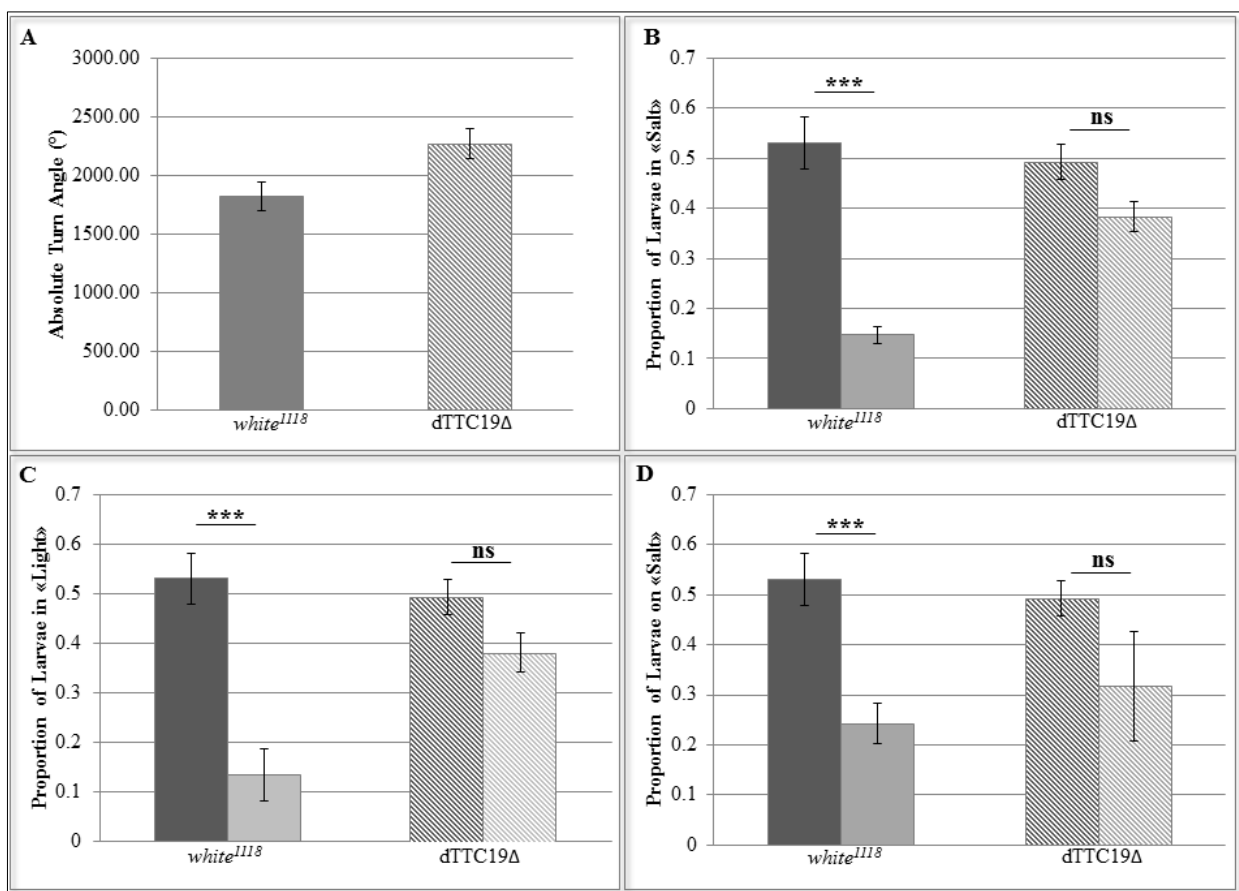 A
Absolute Turn Angle (°)
3000.00
2500.00
2000.00
1500.00
1000.00
500.00
0.00
white1118
dTTC19Δ
B
Proportion of Larvae in «Salt»
0.7
0.6
0.5
0.4
0.3
0.2
0.1
0
***
ns
white1118
dTTC19Δ
C
Proportion of Larvae in «Light»
0.7
0.6
0.5
0.4
0.3
0.2
0.1
0
***
ns
white1118
dTTC19Δ
D
Proportion of Larvae on «Salt»
0.7
0.6
0.5
0.4
0.3
0.2
0.1
0
***
ns
white1118
dTTC19Δ